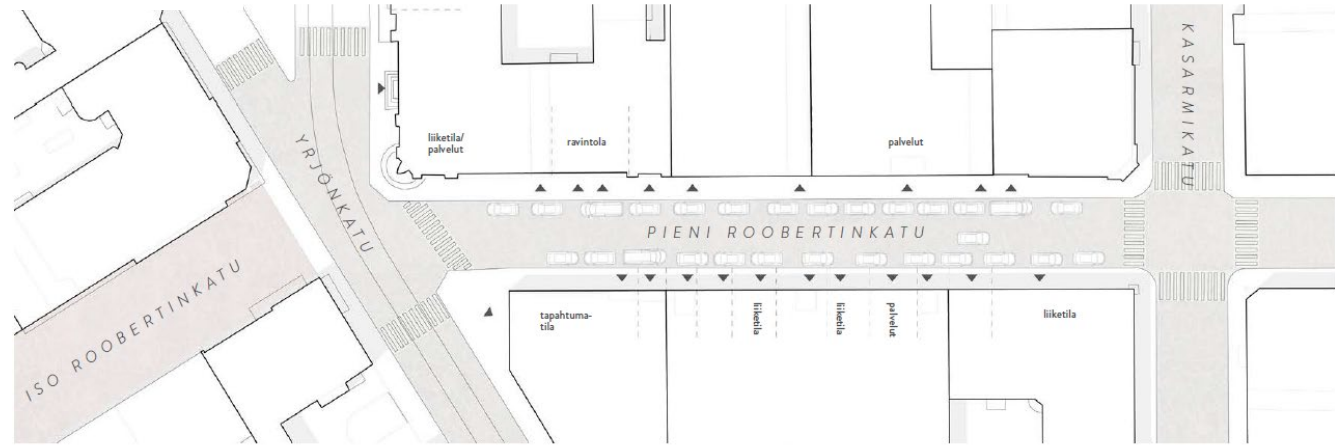 KASARMIKATU
liiketila/
palvelut
ravintola
palvelut
YRJÖNKATU
PIENI ROOBERTINKATU
ISO ROOBERTINKATU
tapahtuma-
tila
liiketila
liiketila
palvelut
liiketila